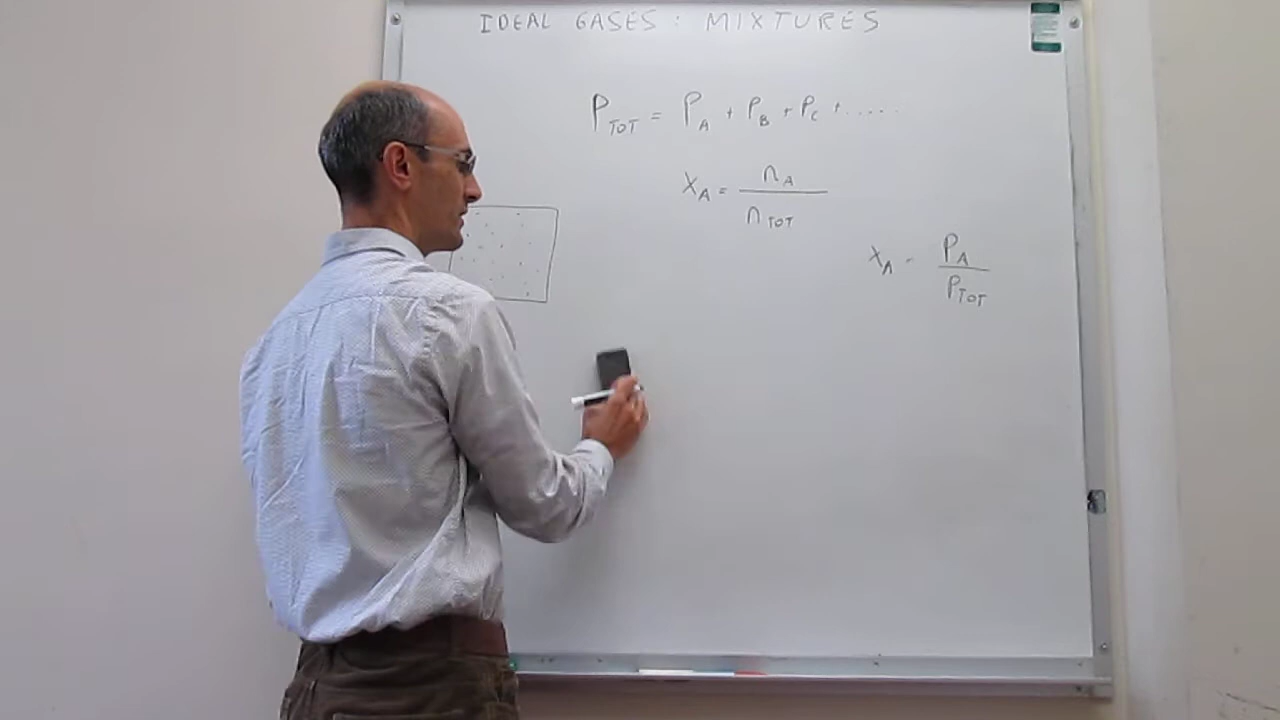 IDEAL GASES: MIXTURES
P_TOT = P_A + P_B + P_C + .....
x_A = n_A / n_TOT
x_A = P_A / P_TOT